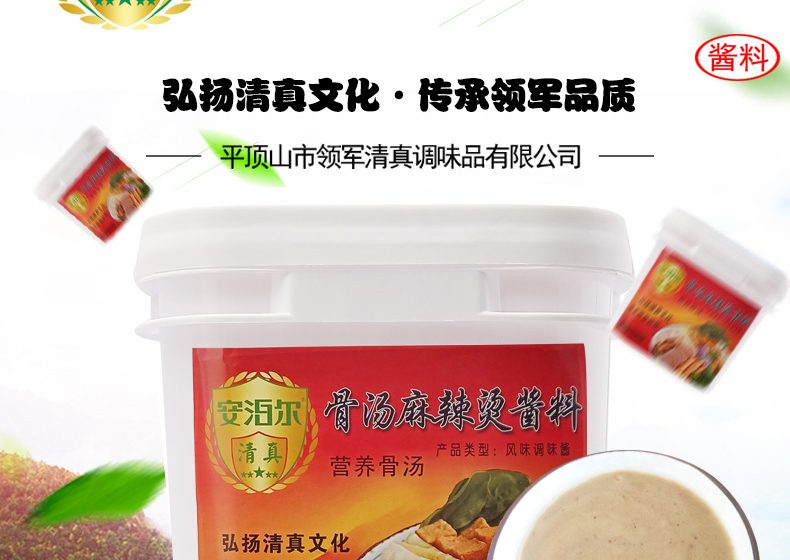 酱料
弘扬清真文化·传承领军品质
平顶山市领军清真调味品有限公司
安泊尔
清真
骨汤麻辣烫酱料
产品类型：风味调味酱
营养骨汤
弘扬清真文化